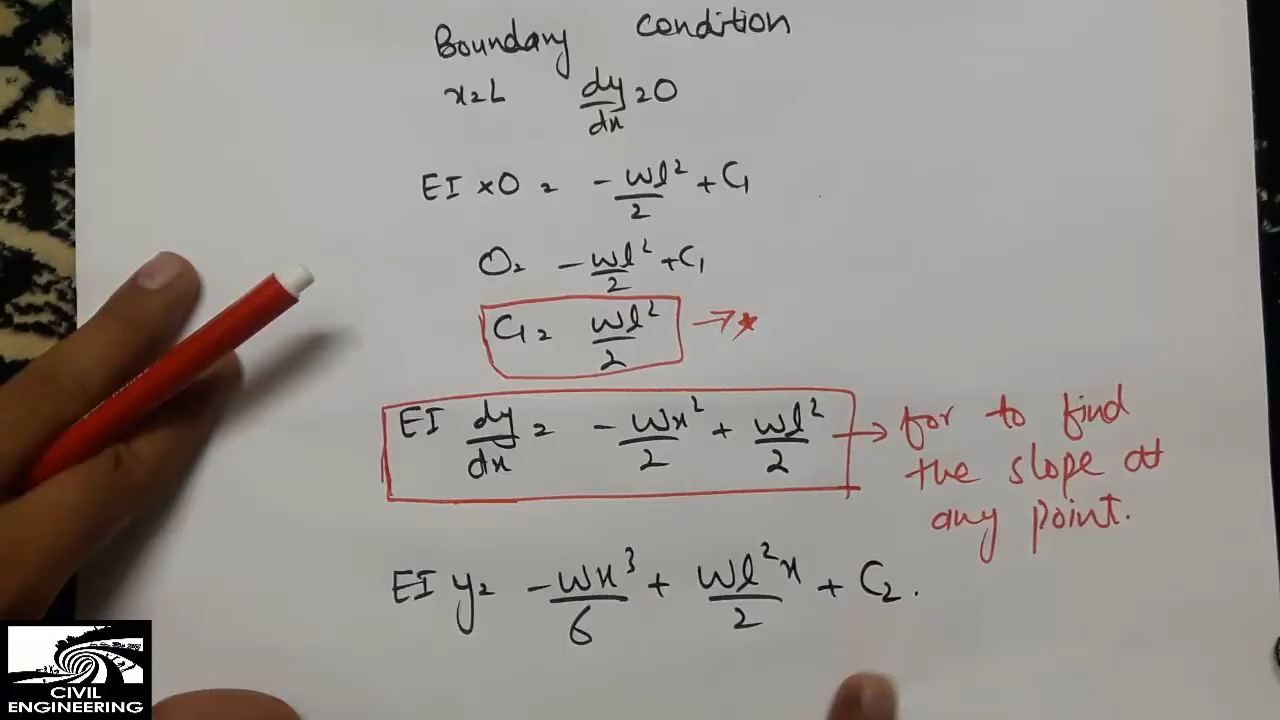 Boundary condition
x=L dy/dx=0
EI×0 = -Wl²/2 + C₁
0= -Wl²/2 +C₁
C₁= Wl²/2 → *
EI dy/dx = -Wx²/2 + Wl²/2 → for to find
the slope at
any point.
EI y= -Wx³/6 + Wl²x/2 + C₂.
CIVIL
ENGINEERING